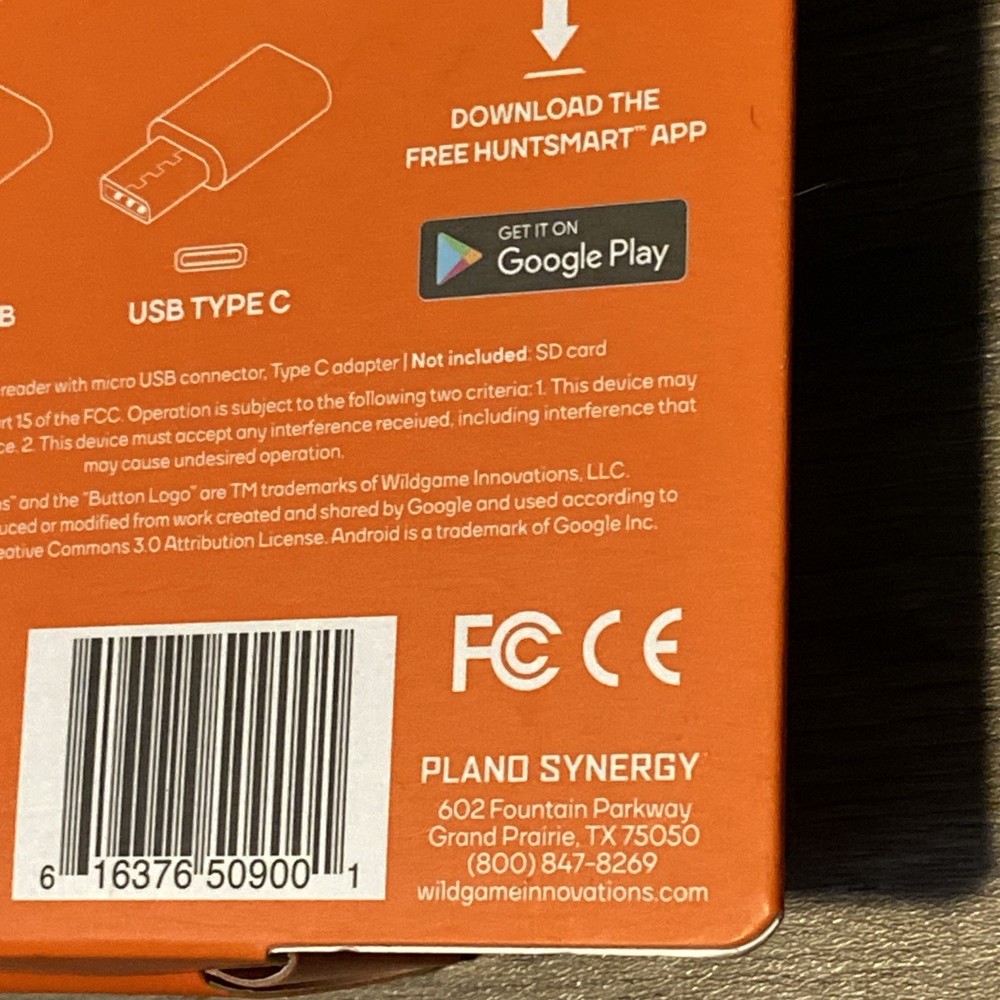 DOWNLOAD THE
FREE HUNTSMART™ APP
GET IT ON
Google Play
B
USB TYPE C
reader with micro USB connector, Type C adapter | Not included: SD card
rt 15 of the FCC. Operation is subject to the following two criteria: 1. This device may
ce. 2. This device must accept any interference received, including interference that
may cause undesired operation.
s" and the "Button Logo" are TM trademarks of Wildgame Innovations, LLC.
uced or modified from work created and shared by Google and used according to
eative Commons 3.0 Attribution License. Android is a trademark of Google Inc.
FC CE
PLANO SYNERGY™
602 Fountain Parkway
Grand Prairie, TX 75050
(800) 847-8269
wildgameinnovations.com
6 16376 50900 1